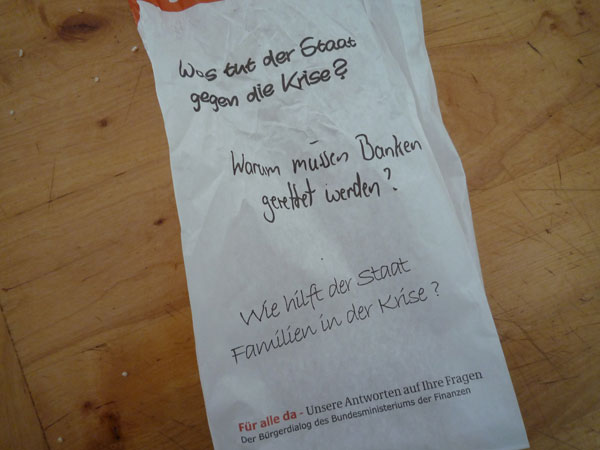 Was tut der Staat
gegen die Krise?
Warum müssen Banken
gerettet werden?
Wie hilft der Staat
Familien in der Krise?
Für alle da - Unsere Antworten auf Ihre Fragen
Der Bürgerdialog des Bundesministeriums der Finanzen